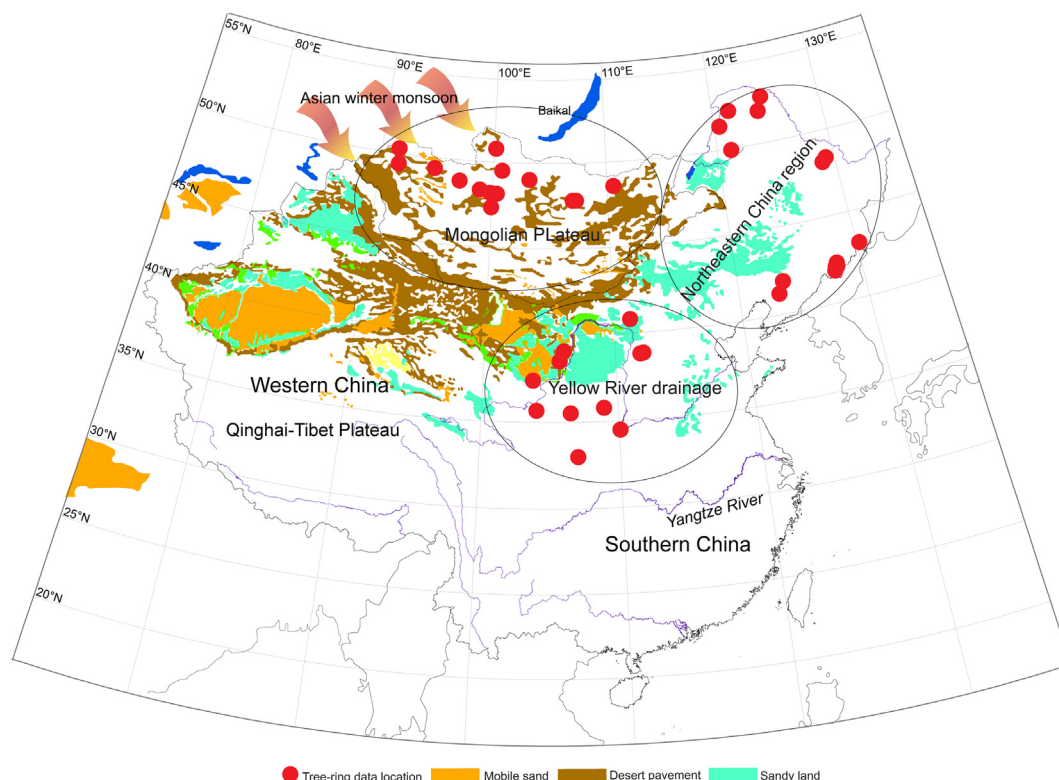 55°N
80°E
90°E
100°E
110°E
120°E
130°E
50°N
Asian winter monsoon
Baikal
45°N
Mongolian PLateau
Northeastern China region
40°N
35°N
Western China
Yellow River drainage
Qinghai-Tibet Plateau
30°N
Yangtze River
25°N
Southern China
20°N
Tree-ring data location
Mobile sand
Desert pavement
Sandy land